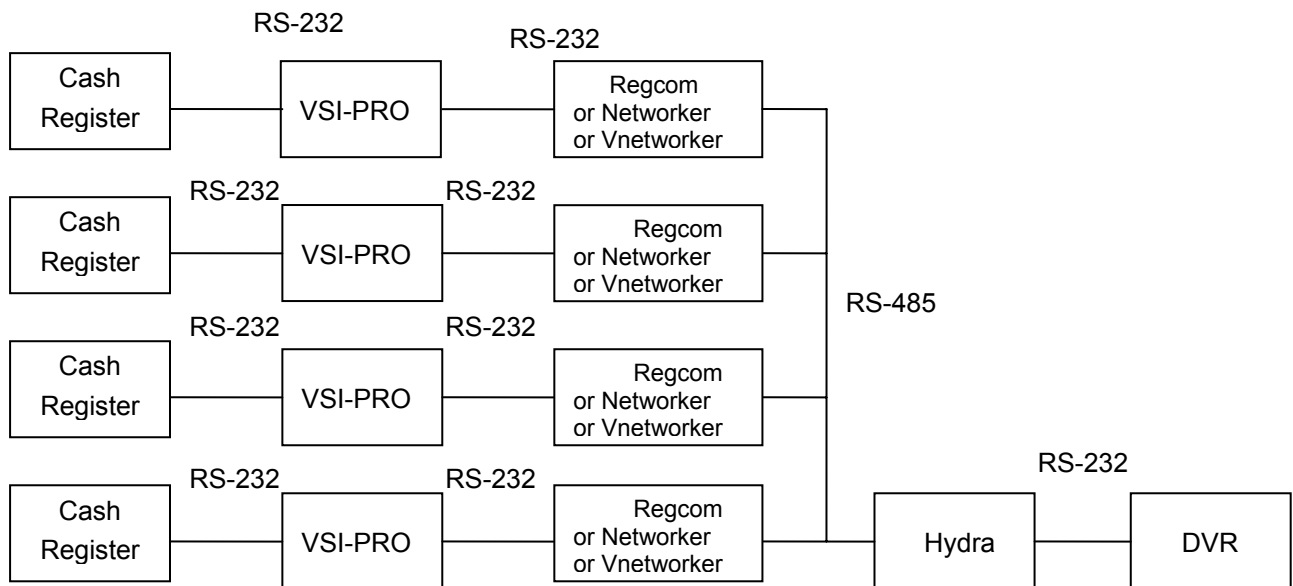 RS-232
RS-232
Cash
Register
VSI-PRO
Regcom
or Networker
or Vnetworker
RS-232
RS-232
Cash
Register
VSI-PRO
Regcom
or Networker
or Vnetworker
RS-485
RS-232
RS-232
Cash
Register
VSI-PRO
Regcom
or Networker
or Vnetworker
RS-232
RS-232
RS-232
Cash
Register
VSI-PRO
Regcom
or Networker
or Vnetworker
Hydra
DVR